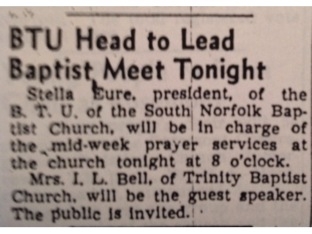 BTU Head to Lead
Baptist Meet Tonight
Stella Eure, president, of the
B. T. U. of the South Norfolk Bap-
tist Church, will be in charge of
the mid-week prayer services at
the church tonight at 8 o'clock.
Mrs. I. L. Bell, of Trinity Baptist
Church, will be the guest speaker.
The public is invited.